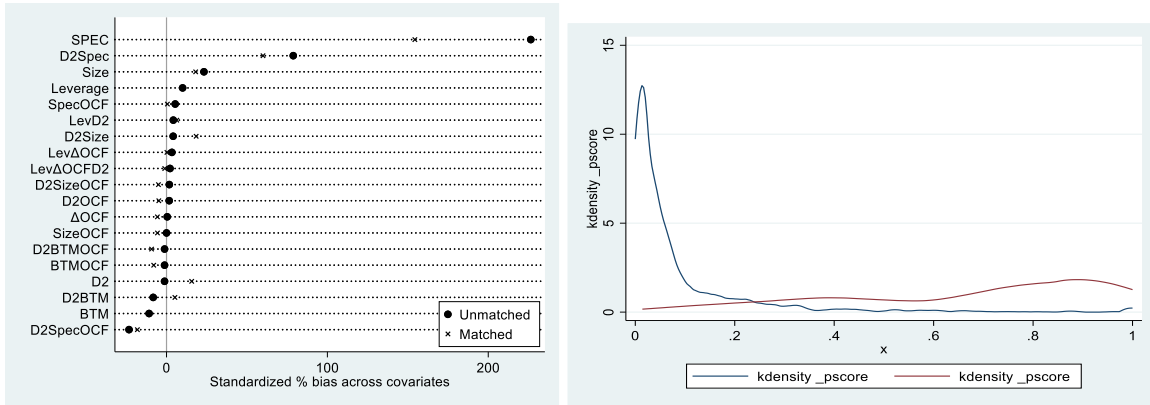 SPEC
D2Spec
Size
Leverage
SpecOCF
LevD2
D2Size
LevΔOCF
LevΔOCFD2
D2SizeOCF
D2OCF
ΔOCF
SizeOCF
D2BTMOCF
BTMOCF
D2
D2BTM
BTM
D2SpecOCF
Unmatched
Matched
0 100 200
Standardized % bias across covariates
kdensity _pscore
15
10
5
0
0 .2 .4 .6 .8 1
x
kdensity _pscore kdensity _pscore